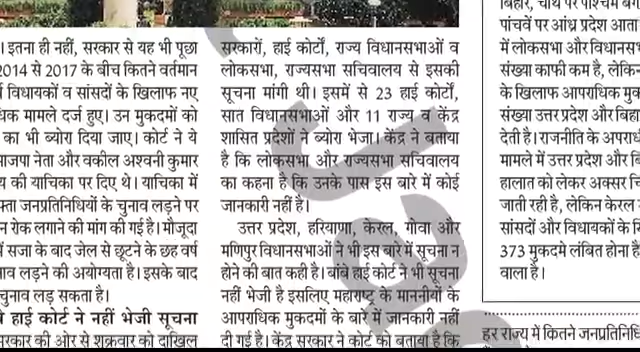 । इतना ही नहीं, सरकार से यह भी पूछा
2014 से 2017 के बीच कितने वर्तमान
विधायकों व सांसदों के खिलाफ नए
मामले दर्ज हुए। उन मुकदमों को
का भी ब्योरा दिया जाए। कोर्ट ने ये
नेता और वकील अश्वनी कुमार
य की याचिका पर दिए थे। याचिका में
जनप्रतिनिधियों के चुनाव लड़ने पर
न रोक लगाने की मांग की गई है। मौजूदा
में सजा के बाद जेल से छूटने के छह वर्ष
लड़ने की अयोग्यता है। इसके बाद
चुनाव लड़ सकता है।
हाई कोर्ट ने नहीं भेजी सूचना
सरकार की ओर से शुक्रवार को दाखिल
सरकारों, हाई कोर्टों, राज्य विधानसभाओं व
लोकसभा, राज्यसभा सचिवालय से इसकी
सूचना मांगी थी। इसमें से 23 हाई कोर्टों,
सात विधानसभाओं और 11 राज्य व केंद्र
शासित प्रदेशों ने ब्योरा भेजा। केंद्र ने बताया
है कि लोकसभा और राज्यसभा सचिवालय
का कहना है कि उनके पास इस बारे में कोई
जानकारी नहीं है।
उत्तर प्रदेश, हरियाणा, केरल, गोवा और
मणिपुर विधानसभाओं ने भी इस बारे में सूचना न
होने की बात कही है। बॉंबे हाई कोर्ट ने भी सूचना
नहीं भेजी है इसलिए महाराष्ट्र के माननीयों के
आपराधिक मुकदमों के बारे में जानकारी नहीं
दी गई है। केंद्र सरकार ने कोर्ट को बताया है कि
बिहार, चौथे पर पश्चिम बंगा
पांचवें पर आंध्र प्रदेश आता
में लोकसभा और विधानसभ
संख्या काफी कम है, लेकिन
के खिलाफ आपराधिक मुक
संख्या उत्तर प्रदेश और बिहा
देती है। राजनीति के अपराध
मामले में उत्तर प्रदेश और बि
हालात को लेकर अक्सर चि
जाती रही है, लेकिन केरल
सांसदों और विधायकों के खि
373 मुकदमे लंबित होना है
वाला है।
हर राज्य में कितने जनप्रतिनिधि